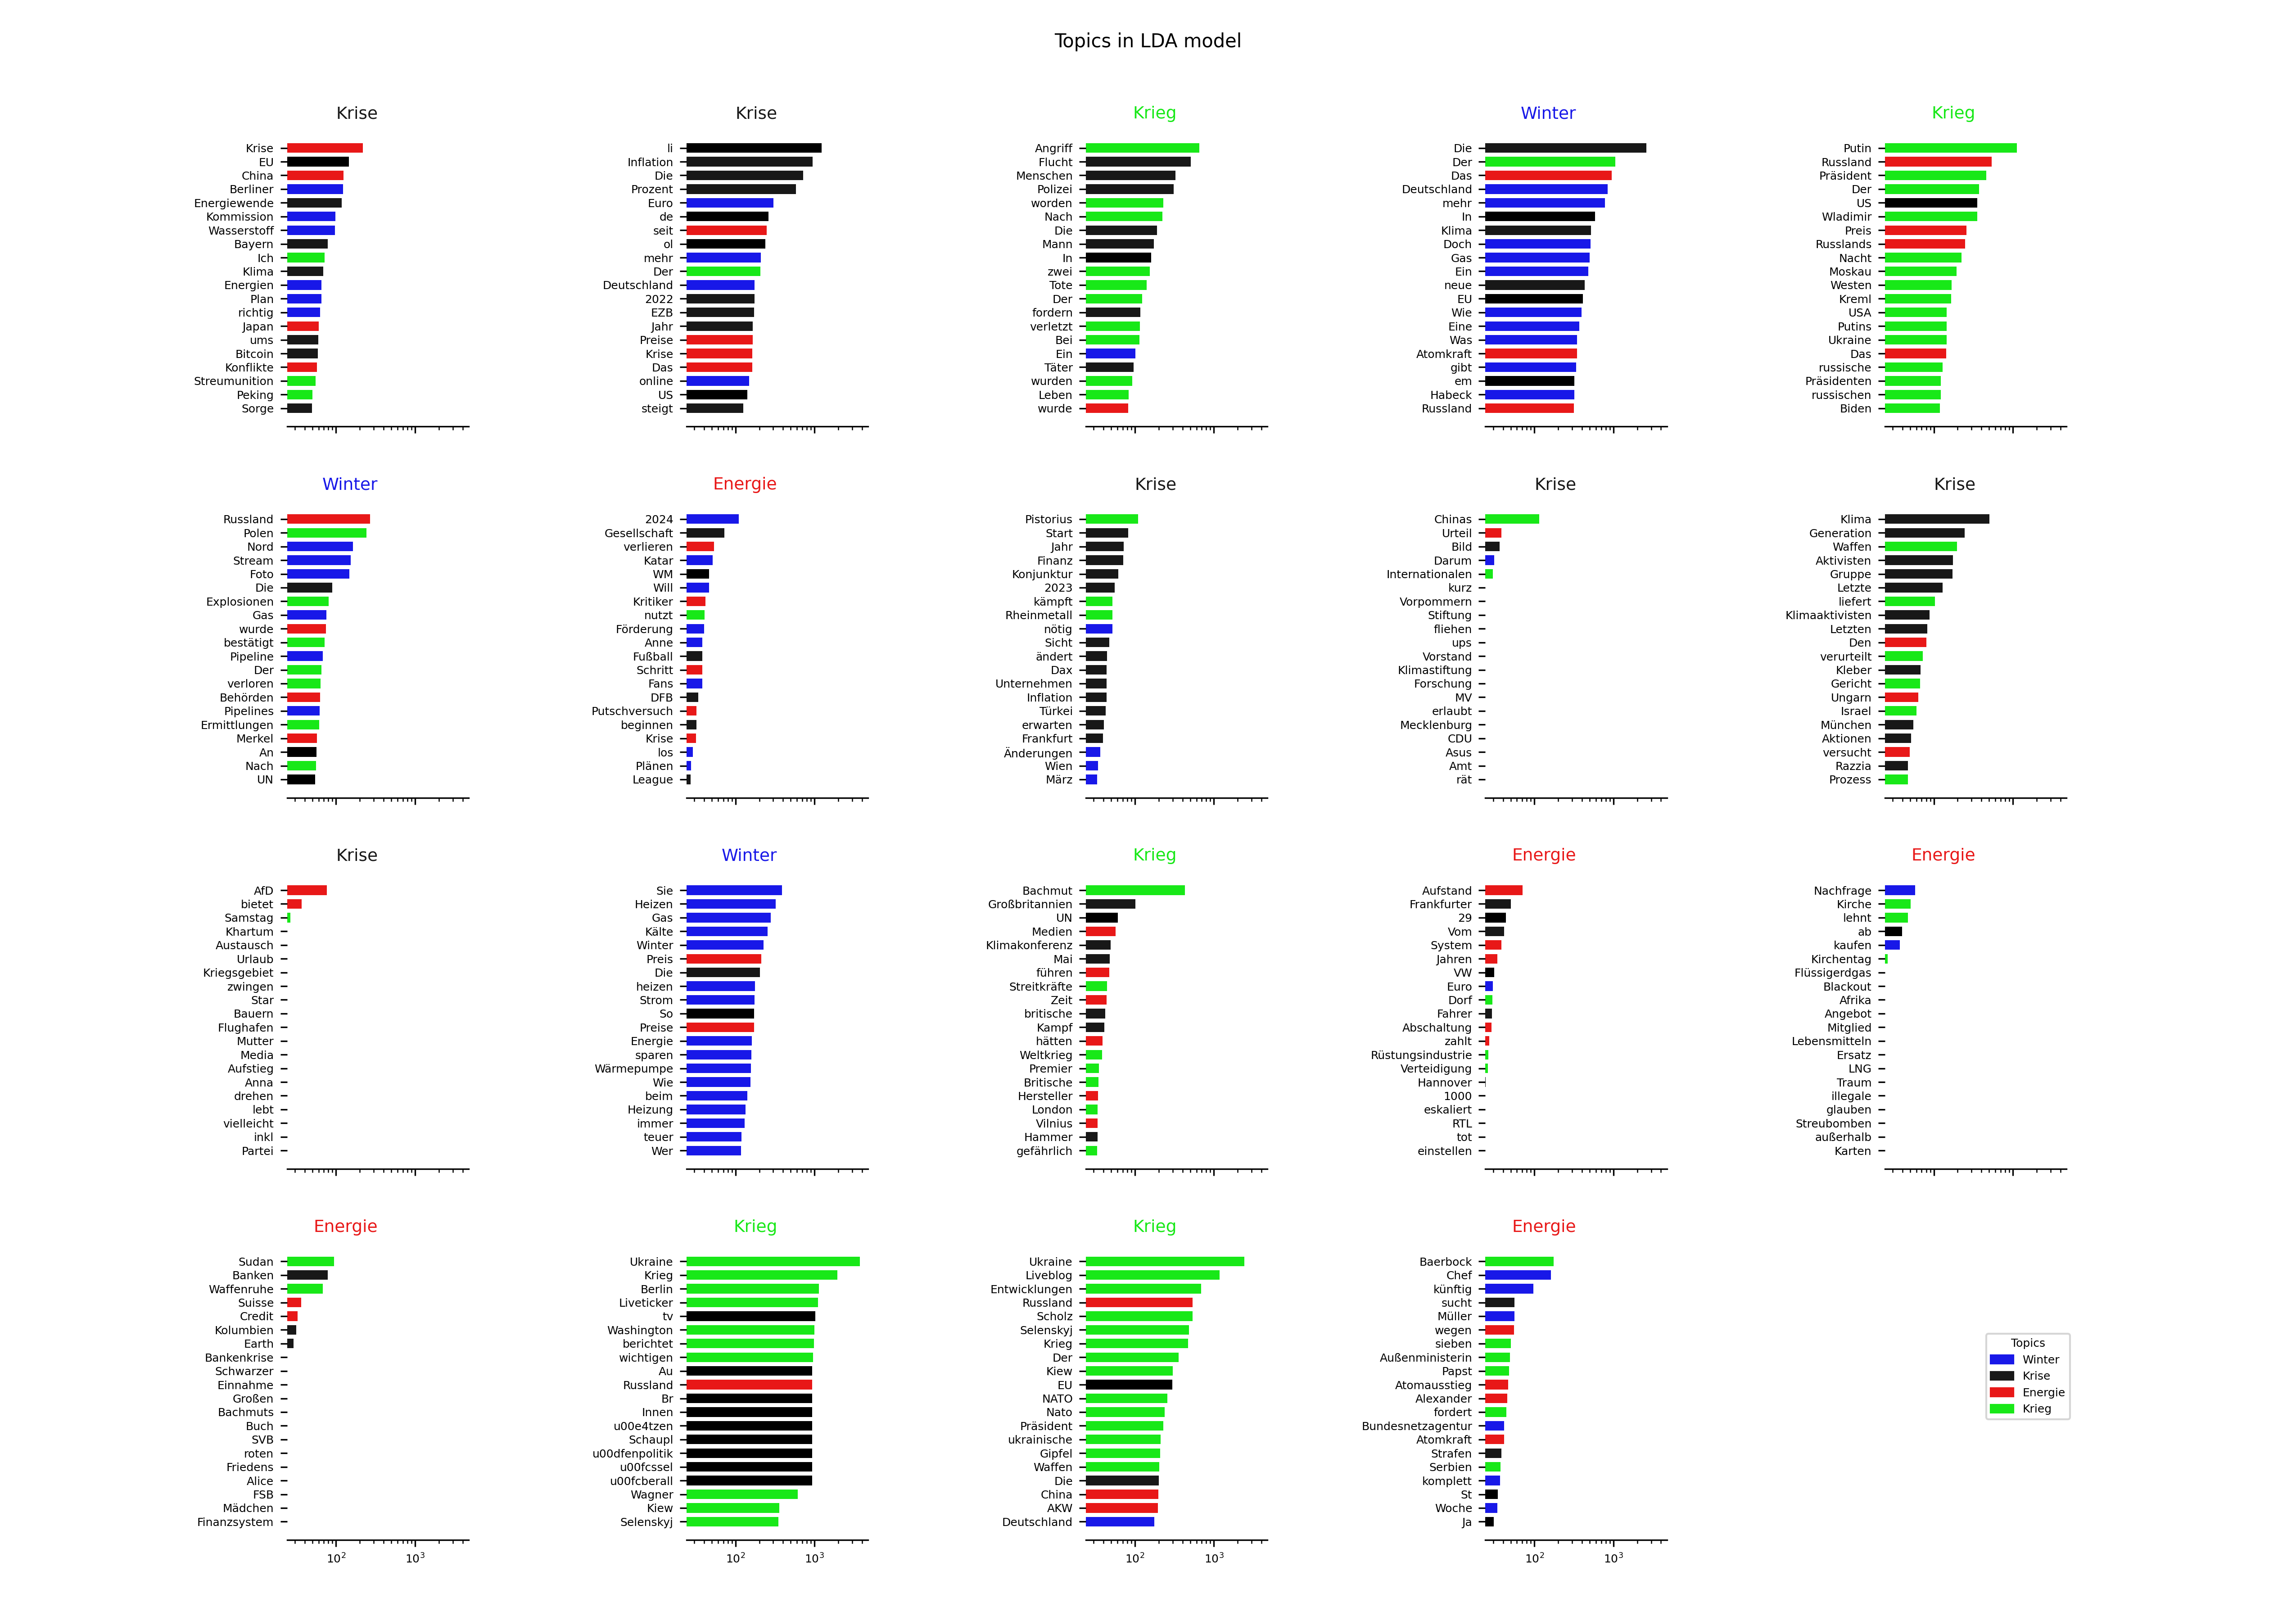 Topics in LDA model
Krise
Krise
EU
China
Berliner
Energiewende
Kommission
Wasserstoff
Bayern
Ich
Klima
Energien
Plan
richtig
Japan
ums
Bitcoin
Konflikte
Streumunition
Peking
Sorge
Krise
li
Inflation
Die
Prozent
Euro
de
seit
ol
mehr
Der
Deutschland
2022
EZB
Jahr
Preise
Krise
Das
online
US
steigt
Krieg
Angriff
Flucht
Menschen
Polizei
worden
Nach
Die
Mann
In
zwei
Tote
Der
fordern
verletzt
Bei
Ein
Täter
wurden
Leben
wurde
Winter
Die
Der
Das
Deutschland
mehr
In
Klima
Doch
Gas
Ein
neue
EU
Wie
Eine
Was
Atomkraft
gibt
em
Habeck
Russland
Krieg
Putin
Russland
Präsident
Der
US
Wladimir
Preis
Russlands
Nacht
Moskau
Westen
Kreml
USA
Putins
Ukraine
Das
russische
Präsidenten
russischen
Biden
Winter
Russland
Polen
Nord
Stream
Foto
Die
Explosionen
Gas
wurde
bestätigt
Pipeline
Der
verloren
Behörden
Pipelines
Ermittlungen
Merkel
An
Nach
UN
Energie
2024
Gesellschaft
verlieren
Katar
WM
Will
Kritiker
nutzt
Förderung
Anne
Fußball
Schritt
Fans
DFB
Putschversuch
beginnen
Krise
los
Plänen
League
Krise
Pistorius
Start
Jahr
Finanz
Konjunktur
2023
kämpft
Rheinmetall
nötig
Sicht
ändert
Dax
Unternehmen
Inflation
Türkei
erwarten
Frankfurt
Änderungen
Wien
März
Krise
Chinas
Urteil
Bild
Darum
Internationalen
kurz
Vorpommern
Stiftung
fliehen
ups
Vorstand
Klimastiftung
Forschung
MV
erlaubt
Mecklenburg
CDU
Asus
Amt
rät
Krise
Klima
Generation
Waffen
Aktivisten
Gruppe
Letzte
liefert
Klimaaktivisten
Letzten
Den
verurteilt
Kleber
Gericht
Ungarn
Israel
München
Aktionen
versucht
Razzia
Prozess
Krise
AfD
bietet
Samstag
Khartum
Austausch
Urlaub
Kriegsgebiet
zwingen
Star
Bauern
Flughafen
Mutter
Media
Aufstieg
Anna
drehen
lebt
vielleicht
inkl
Partei
Winter
Sie
Heizen
Gas
Kälte
Winter
Preis
Die
heizen
Strom
So
Preise
Energie
sparen
Wärmepumpe
Wie
beim
Heizung
immer
teuer
Wer
Krieg
Bachmut
Großbritannien
UN
Medien
Klimakonferenz
Mai
führen
Streitkräfte
Zeit
britische
Kampf
hätten
Weltkrieg
Premier
Britische
Hersteller
London
Vilnius
Hammer
gefährlich
Energie
Aufstand
Frankfurter
29
Vom
System
Jahren
VW
Euro
Dorf
Fahrer
Abschaltung
zahlt
Rüstungsindustrie
Verteidigung
Hannover
1000
eskaliert
RTL
tot
einstellen
Energie
Nachfrage
Kirche
lehnt
ab
kaufen
Kirchentag
Flüssigerdgas
Blackout
Afrika
Angebot
Mitglied
Lebensmitteln
Ersatz
LNG
Traum
illegale
glauben
Streubomben
außerhalb
Karten
Energie
Sudan
Banken
Waffenruhe
Suisse
Credit
Kolumbien
Earth
Bankenkrise
Schwarzer
Einnahme
Großen
Bachmuts
Buch
SVB
roten
Friedens
Alice
FSB
Mädchen
Finanzsystem
10² 10³
Krieg
Ukraine
Krieg
Berlin
Liveticker
tv
Washington
berichtet
wichtigen
Au
Russland
Br
Innen
u00e4tzen
Schaupl
u00dfenpolitik
u00fcssel
u00fcberall
Wagner
Kiew
Selenskyj
10² 10³
Krieg
Ukraine
Liveblog
Entwicklungen
Russland
Scholz
Selenskyj
Krieg
Der
Kiew
EU
NATO
Nato
Präsident
ukrainische
Gipfel
Waffen
Die
China
AKW
Deutschland
10² 10³
Energie
Baerbock
Chef
künftig
sucht
Müller
wegen
sieben
Außenministerin
Papst
Atomausstieg
Alexander
fordert
Bundesnetzagentur
Atomkraft
Strafen
Serbien
komplett
St
Woche
Ja
10² 10³
Topics
Winter
Krise
Energie
Krieg